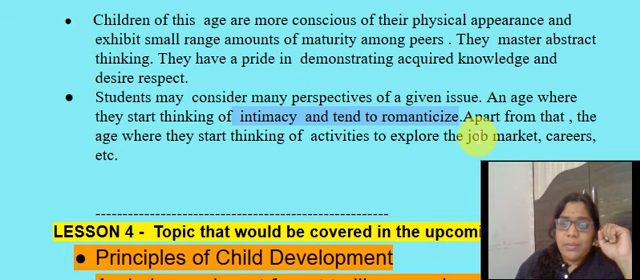 ● Children of this age are more conscious of their physical appearance and
exhibit small range amounts of maturity among peers . They master abstract
thinking. They have a pride in demonstrating acquired knowledge and
desire respect.
● Students may consider many perspectives of a given issue. An age where
they start thinking of intimacy and tend to romanticize.Apart from that , the
age where they start thinking of activities to explore the job market, careers,
etc.
----------------------------------------------------
LESSON 4 - Topic that would be covered in the upcomi
● Principles of Child Development